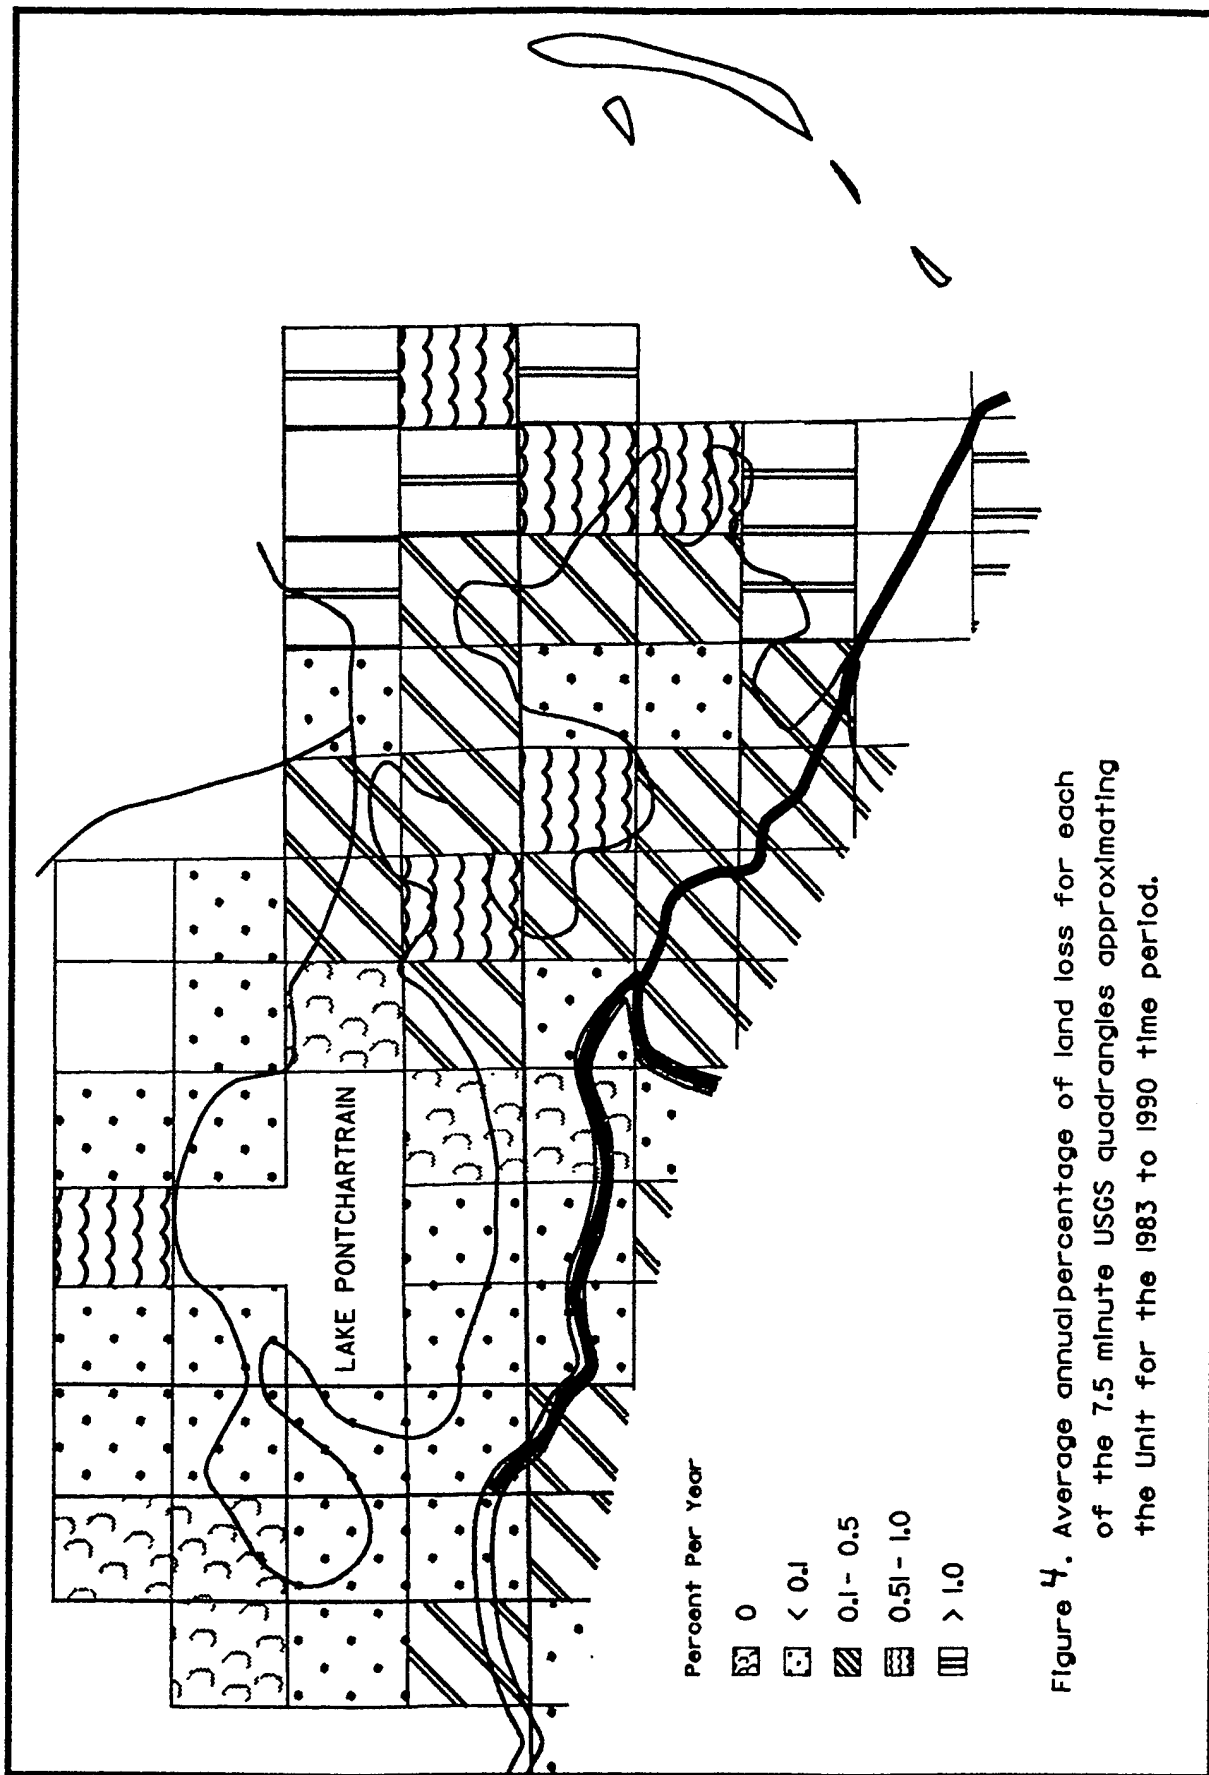 LAKE PONTCHARTRAIN
Percent Per Year
0
< 0.1
0.1 - 0.5
0.51 - 1.0
> 1.0
Figure 4. Average annual percentage of land loss for each
of the 7.5 minute USGS quadrangles approximating
the Unit for the 1983 to 1990 time period.